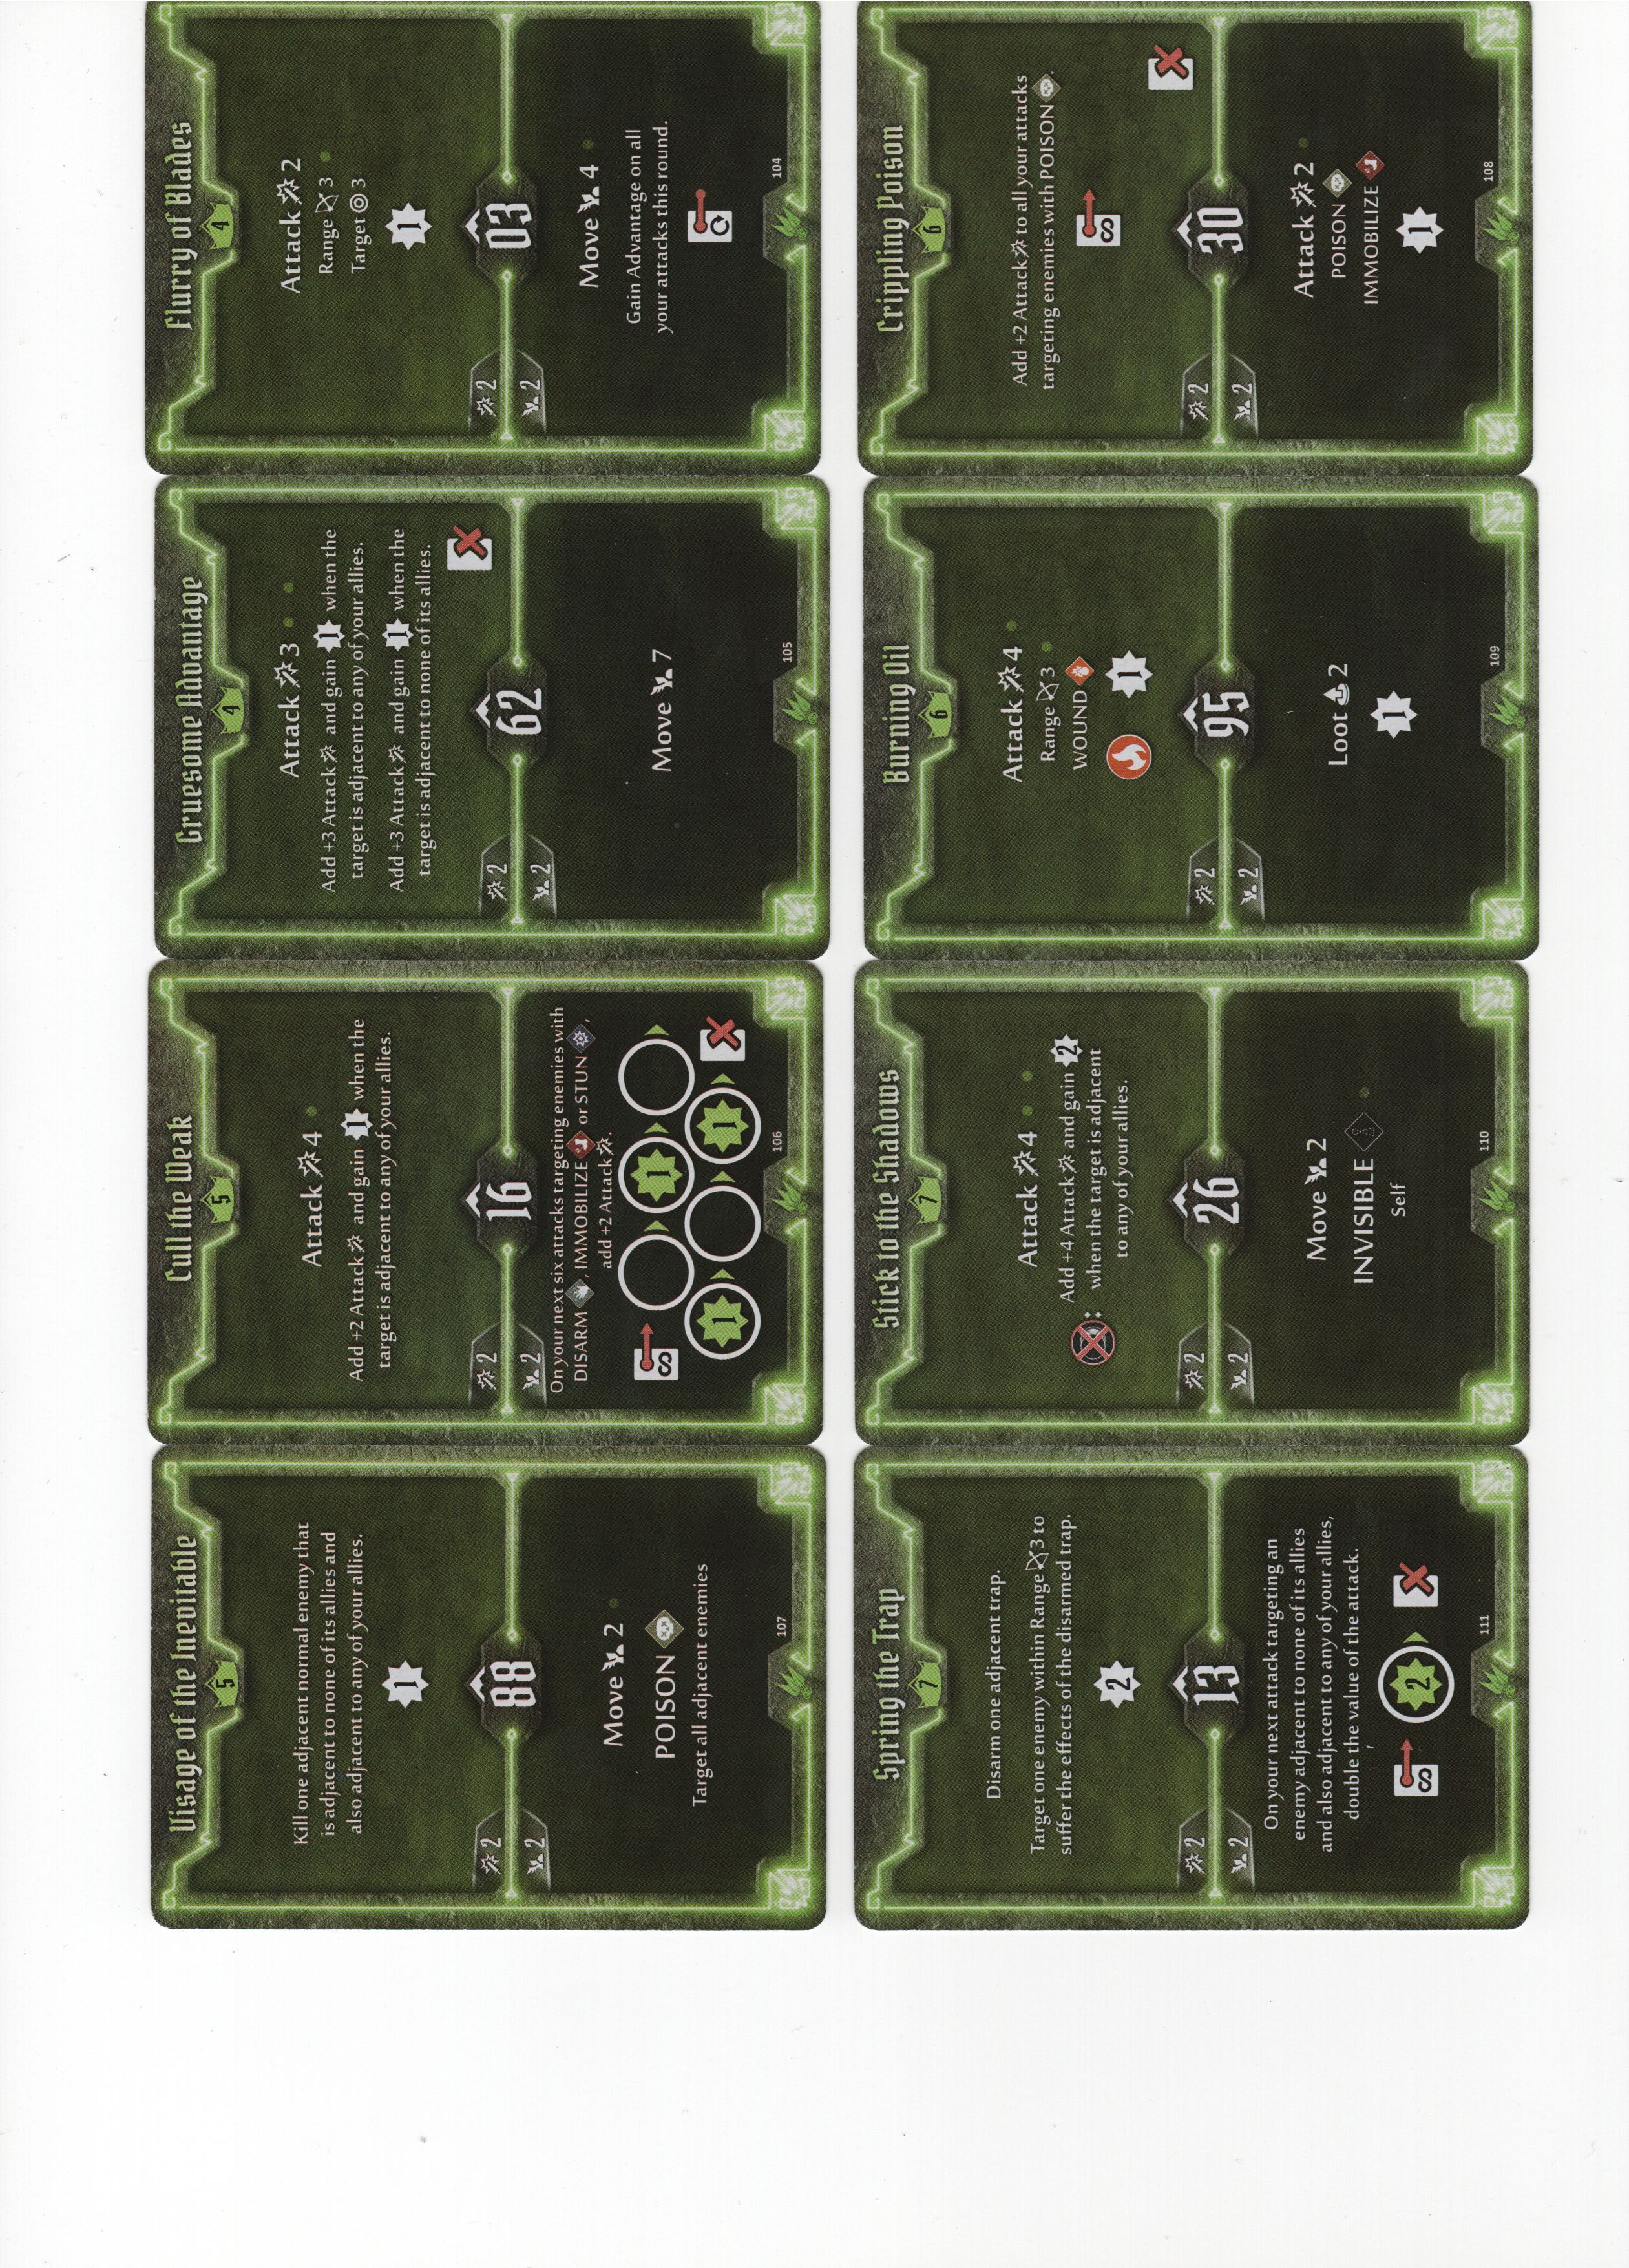 Visage of the Inevitable
5
Kill one adjacent normal enemy that
is adjacent to none of its allies and
also adjacent to any of your allies.
1
2
88
2
Move 2
POISON
Target all adjacent enemies
107
Cull the Weak
5
Attack 4
Add +2 Attack and gain 1 when the
target is adjacent to any of your allies.
2
16
2
On your next six attacks targeting enemies with
DISARM, IMMOBILIZE or STUN,
add +2 Attack.
1
1 1
106
Gruesome Advantage
4
Attack 3
Add +3 Attack and gain 1 when the
target is adjacent to any of your allies.
Add +3 Attack and gain 1 when the
target is adjacent to none of its allies.
2
62
2
Move 7
105
Flurry of Blades
4
Attack 2
Range 3
Target 3
1
2
03
2
Move 4
Gain Advantage on all
your attacks this round.
104
Spring the Trap
7
Disarm one adjacent trap.
Target one enemy within Range 3 to
suffer the effects of the disarmed trap.
2
2
13
2
On your next attack targeting an
enemy adjacent to none of its allies
and also adjacent to any of your allies,
double the value of the attack.
2
111
Stick to the Shadows
7
Attack 4
: Add +4 Attack and gain 2
when the target is adjacent
to any of your allies.
2
26
2
Move 2
INVISIBLE
Self
110
Burning Oil
6
Attack 4
Range 3
WOUND
1
2
95
2
Loot 2
1
109
Crippling Poison
6
Add +2 Attack to all your attacks
targeting enemies with POISON.
2
30
2
Attack 2
POISON
IMMOBILIZE
1
108